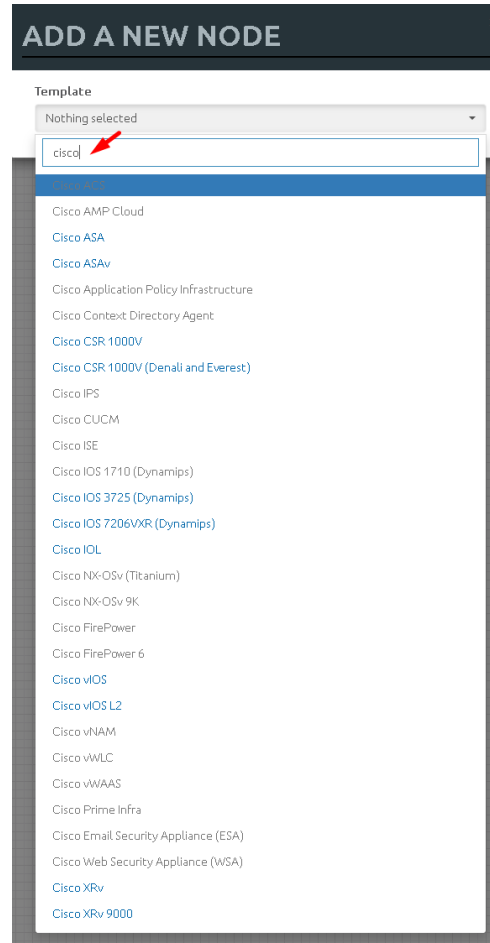 ADD A NEW NODE
Template
Nothing selected
cisco
Cisco ACS
Cisco AMP Cloud
Cisco ASA
Cisco ASAv
Cisco Application Policy Infrastructure
Cisco Context Directory Agent
Cisco CSR 1000V
Cisco CSR 1000V (Denali and Everest)
Cisco IPS
Cisco CUCM
Cisco ISE
Cisco IOS 1710 (Dynamips)
Cisco IOS 3725 (Dynamips)
Cisco IOS 7206VXR (Dynamips)
Cisco IOL
Cisco NX-OSv (Titanium)
Cisco NX-OSv 9K
Cisco FirePower
Cisco FirePower 6
Cisco vIOS
Cisco vIOS L2
Cisco vNAM
Cisco vWLC
Cisco vWAAS
Cisco Prime Infra
Cisco Email Security Appliance (ESA)
Cisco Web Security Appliance (WSA)
Cisco XRv
Cisco XRv 9000